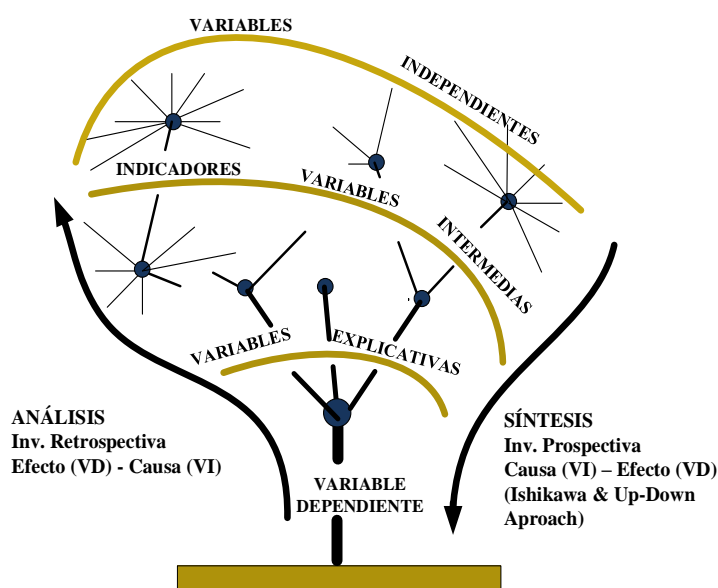 VARIABLES
INDEPENDIENTES
INDICADORES
VARIABLES
INTERMEDIAS
VARIABLES
EXPLICATIVAS
ANÁLISIS
Inv. Retrospectiva
Efecto (VD) - Causa (VI)
SÍNTESIS
Inv. Prospectiva
Causa (VI) – Efecto (VD)
(Ishikawa & Up-Down
Aproach)
VARIABLE
DEPENDIENTE